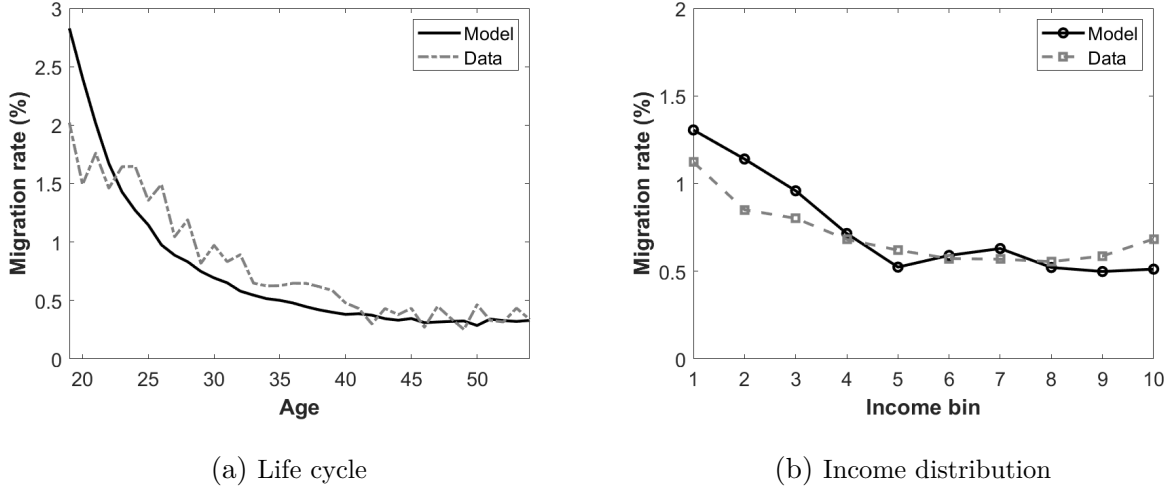 3
2.5
2
1.5
1
0.5
0
Migration rate (%)
Model
Data
20 25 30 35 40 45 50
Age
(a) Life cycle
2
1.5
1
0.5
0
Migration rate (%)
Model
Data
1 2 3 4 5 6 7 8 9 10
Income bin
(b) Income distribution